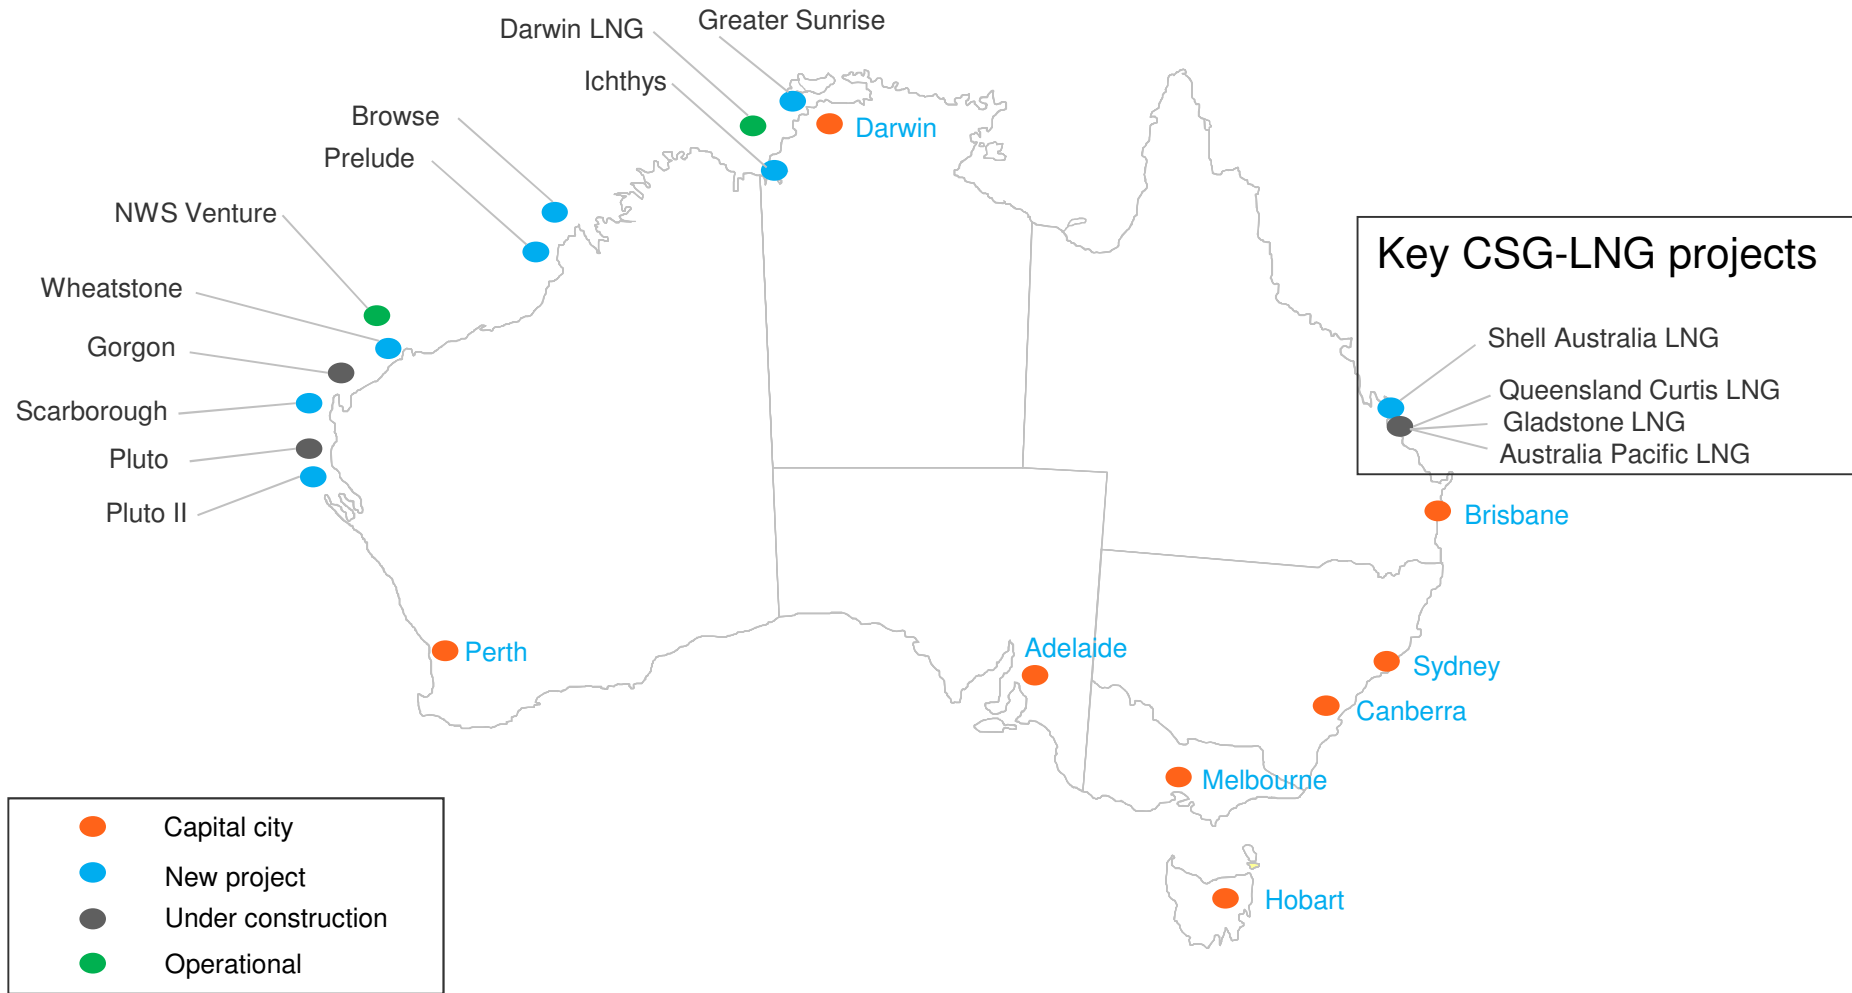 Greater Sunrise
Darwin LNG
Ichthys
Browse
Darwin
Prelude
NWS Venture
Key CSG-LNG projects
Wheatstone
Shell Australia LNG
Gorgon
Queensland Curtis LNG
Scarborough
Gladstone LNG
Pluto
Australia Pacific LNG
Pluto II
Brisbane
Perth
Adelaide
Sydney
Canberra
Melbourne
Capital city
New project
Hobart
Under construction
Operational